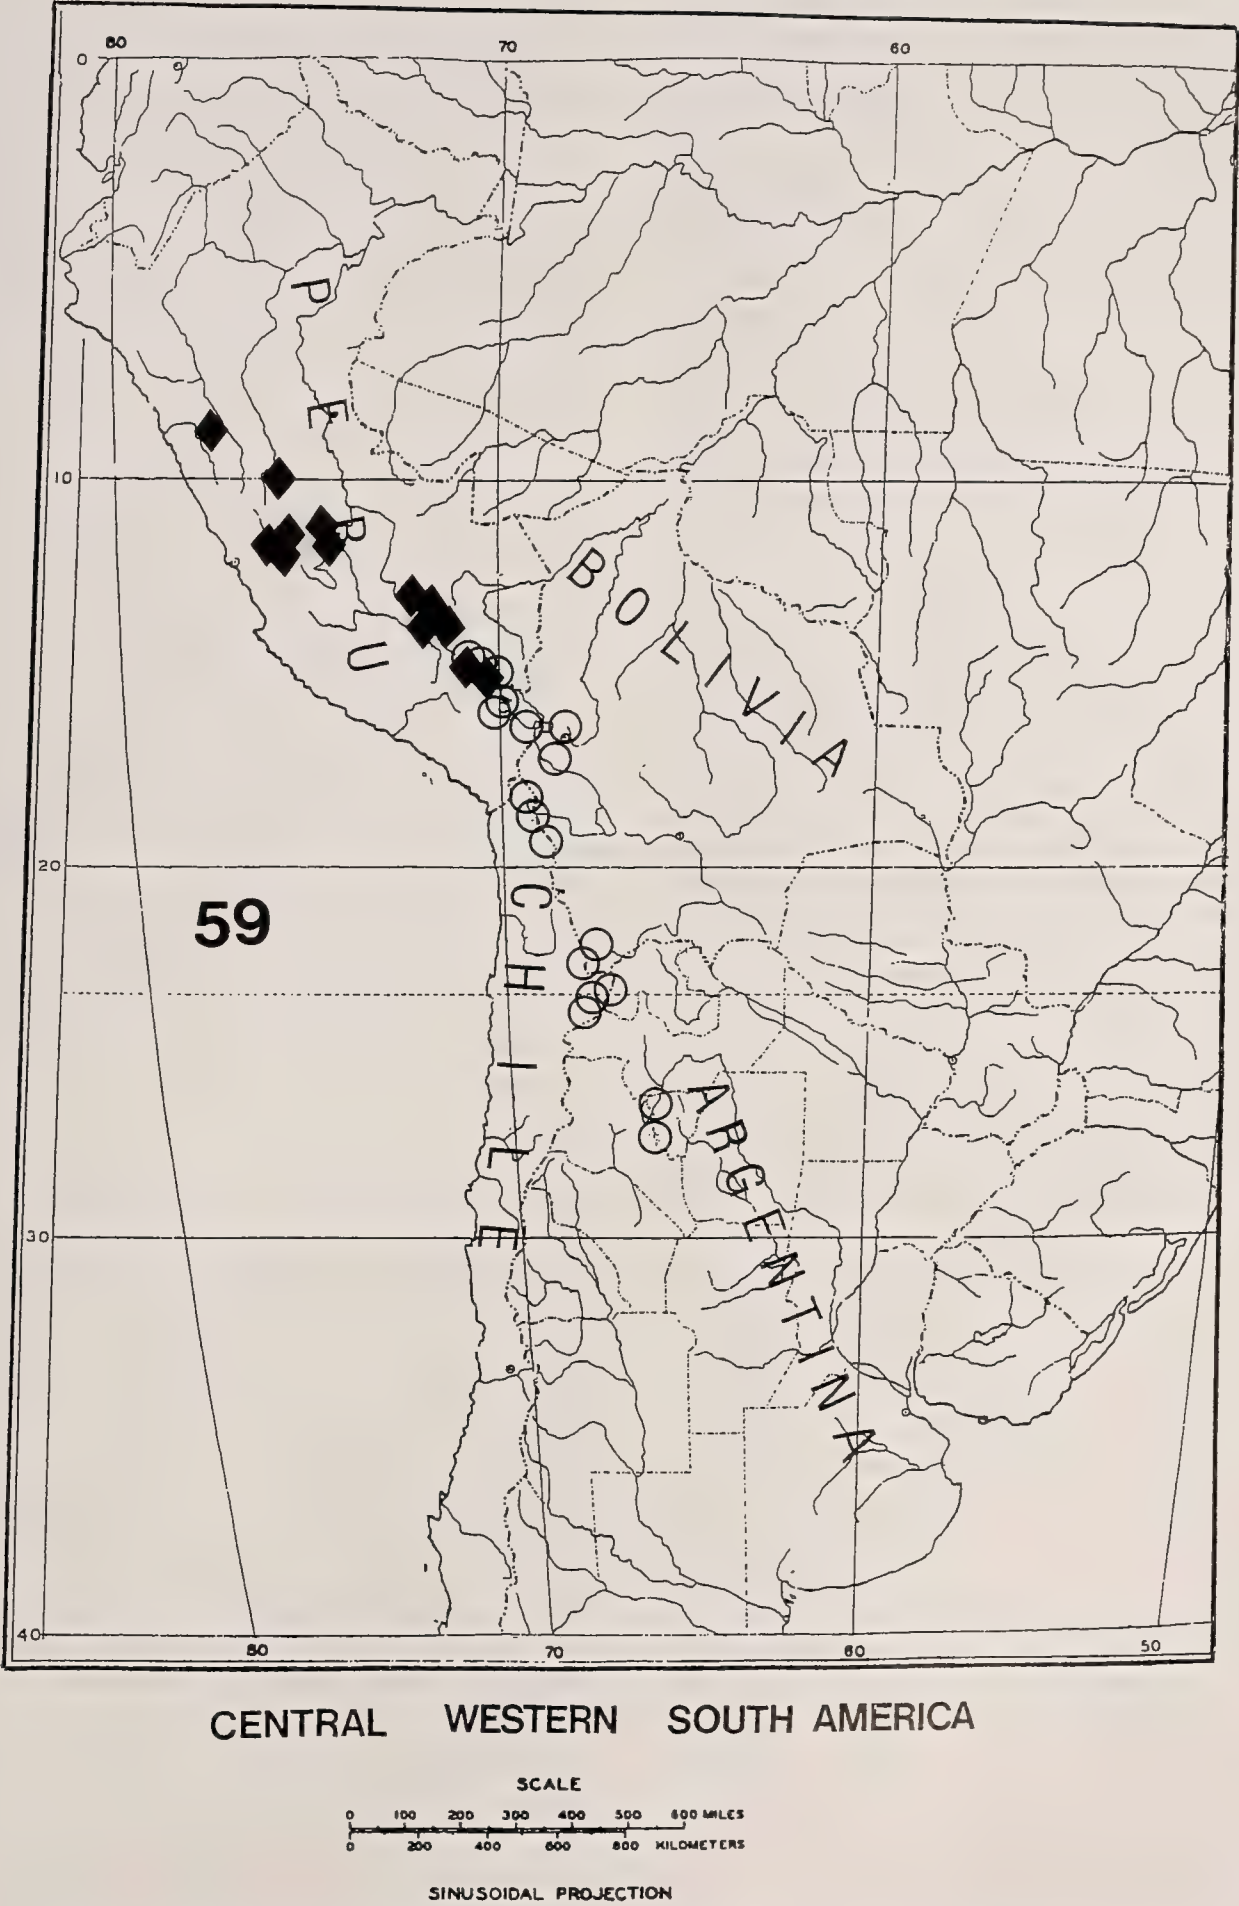 80 70 60
0
PERU
10
BOLIVIA
20
59
CHILE
ARGENTINA
30
40
80 70 60 50
CENTRAL WESTERN SOUTH AMERICA
SCALE
0 100 200 300 400 500 600 MILES
0 200 400 600 800 KILOMETERS
SINUSOIDAL PROJECTION